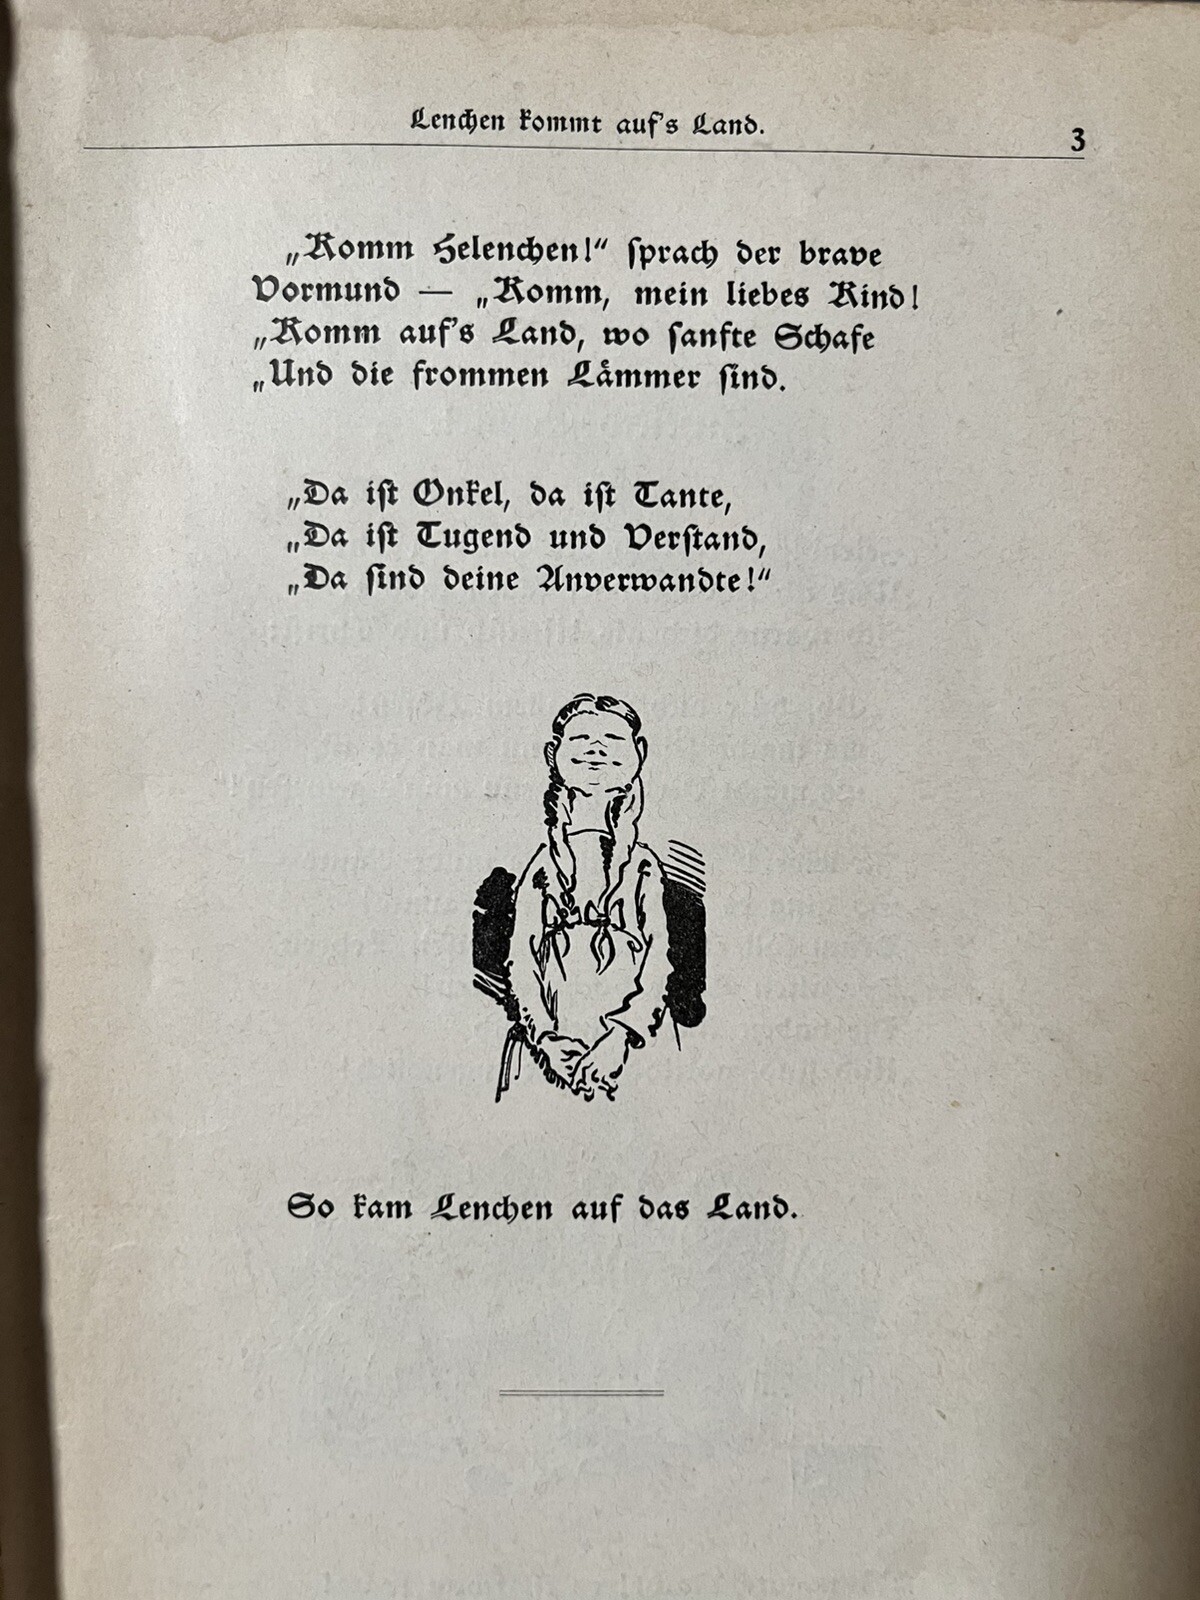 Lenchen kommt auf's Land.
3
„Komm Helenchen!“ ſprach der brave
Vormund — „Komm, mein liebes Kind!
„Komm auf's Land, wo ſanfte Schafe
„Und die frommen Lämmer ſind.
„Da iſt Onkel, da iſt Tante,
„Da iſt Tugend und Verſtand,
„Da ſind deine Anverwandte!“
So kam Lenchen auf das Land.